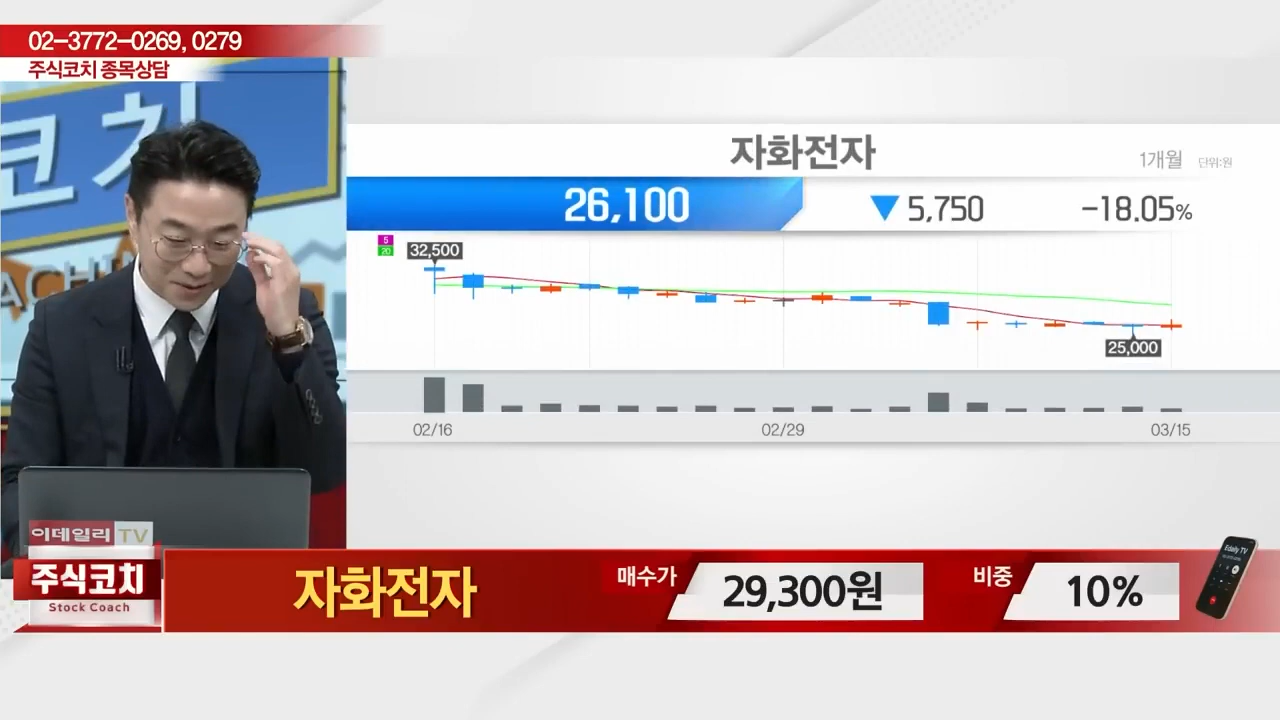 02-3772-0269, 0279
주식코치 종목상담
코치
ACHI
자화전자
1개월 단위:원
26,100 ▼ 5,750 -18.05%
5
20
32,500
25,000
02/16 02/29 03/15
이데일리 TV
주식코치
Stock Coach
자화전자 매수가 29,300원 비중 10%
Edaily TV